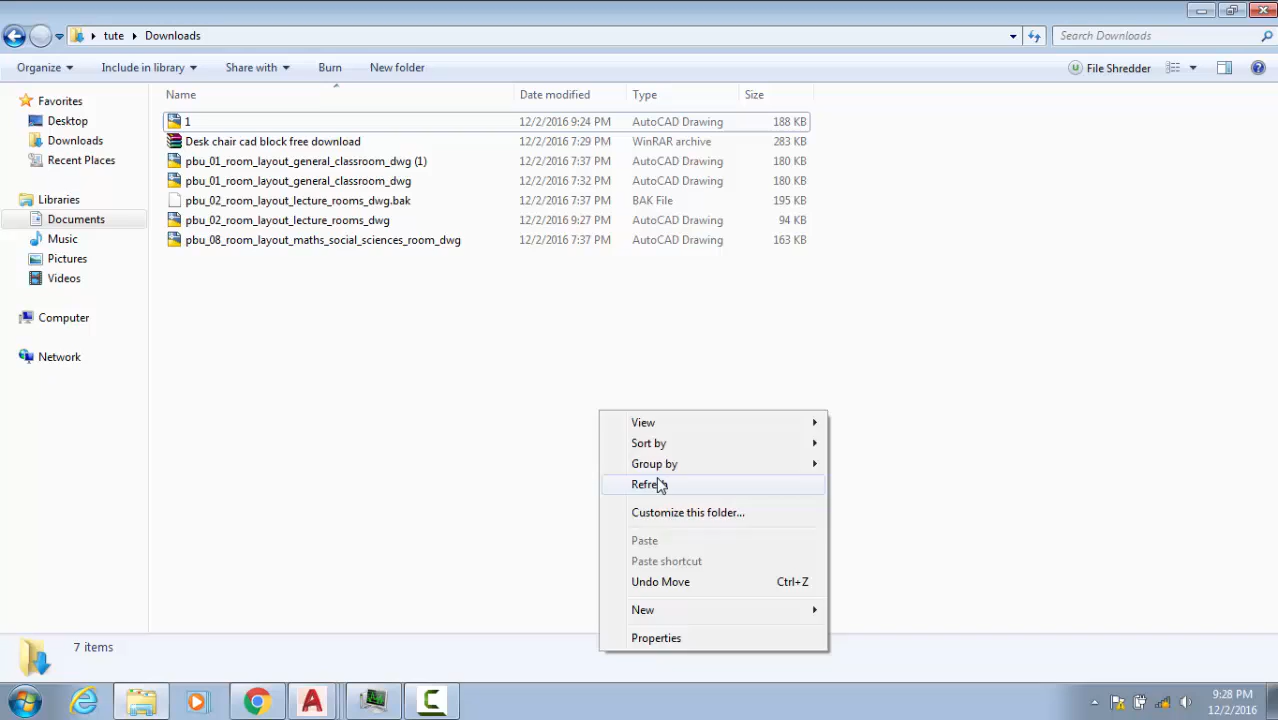 tute Downloads
Search Downloads
Organize Include in library Share with Burn New folder File Shredder
Name Date modified Type Size
Favorites
Desktop
Downloads
Recent Places
Libraries
Documents
Music
Pictures
Videos
Computer
Network
1 12/2/2016 9:24 PM AutoCAD Drawing 188 KB
Desk chair cad block free download 12/2/2016 7:29 PM WinRAR archive 283 KB
pbu_01_room_layout_general_classroom_dwg (1) 12/2/2016 7:37 PM AutoCAD Drawing 180 KB
pbu_01_room_layout_general_classroom_dwg 12/2/2016 7:32 PM AutoCAD Drawing 180 KB
pbu_02_room_layout_lecture_rooms_dwg.bak 12/2/2016 7:37 PM BAK File 195 KB
pbu_02_room_layout_lecture_rooms_dwg 12/2/2016 9:27 PM AutoCAD Drawing 94 KB
pbu_08_room_layout_maths_social_sciences_room_dwg 12/2/2016 7:37 PM AutoCAD Drawing 163 KB
View
Sort by
Group by
Refresh
Customize this folder...
Paste
Paste shortcut
Undo Move Ctrl+Z
New
Properties
7 items
9:28 PM
12/2/2016